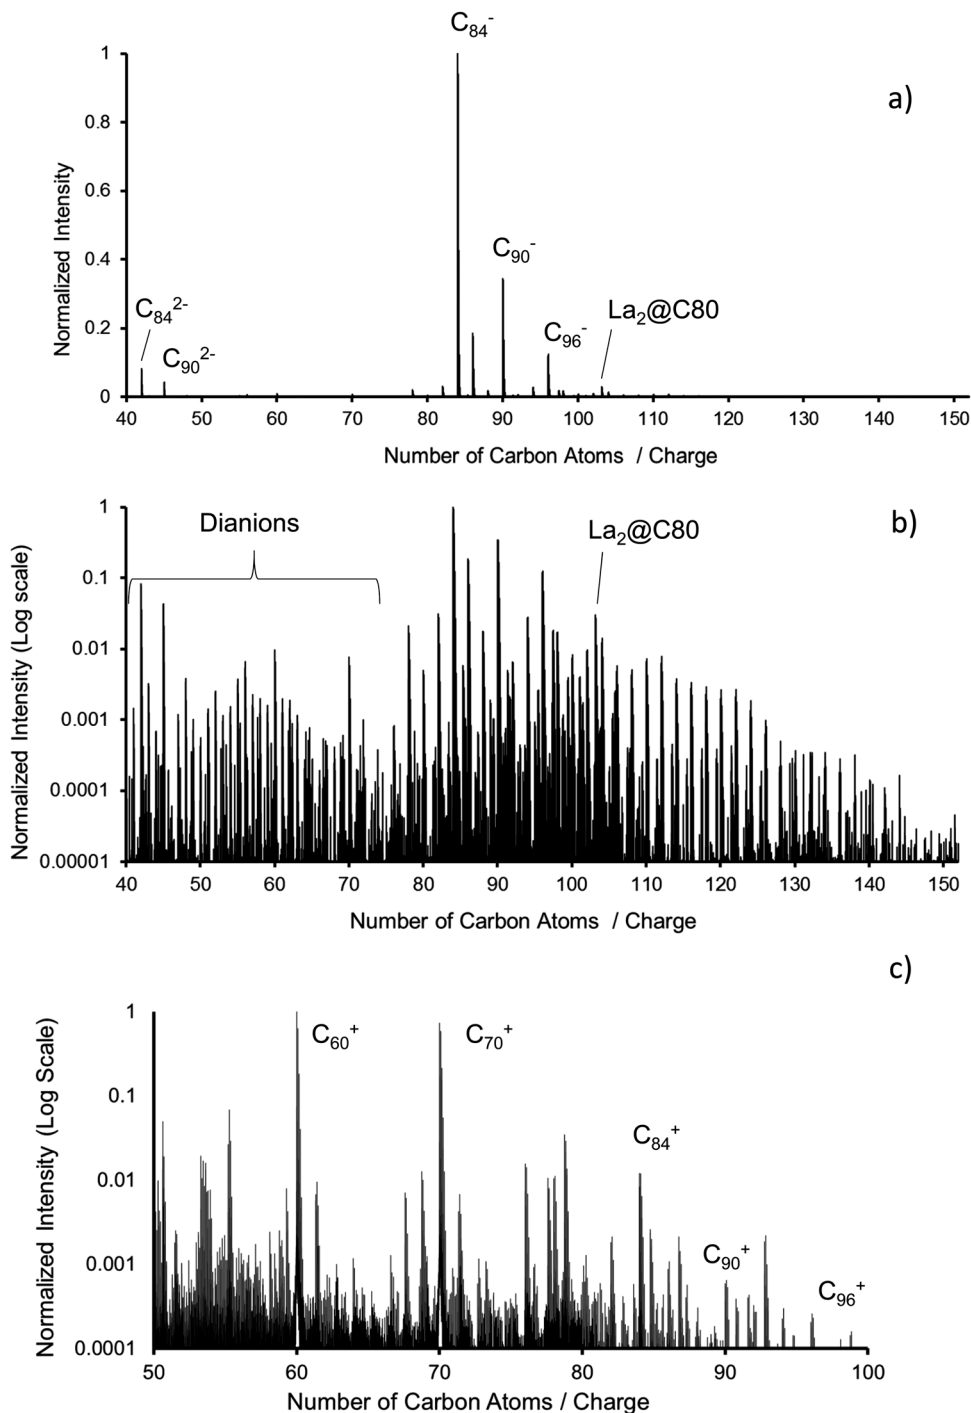 C₈₄⁻
a)
1
0.8
0.6
0.4
0.2
0
Normalized Intensity
C₉₀⁻
C₈₄²⁻
C₉₀²⁻
C₉₆⁻
La₂@C80
40 50 60 70 80 90 100 110 120 130 140 150
Number of Carbon Atoms / Charge
b)
1
0.1
0.01
0.001
0.0001
0.00001
Normalized Intensity (Log scale)
Dianions
La₂@C80
40 50 60 70 80 90 100 110 120 130 140 150
Number of Carbon Atoms / Charge
c)
1
0.1
0.01
0.001
0.0001
Normalized Intensity (Log Scale)
C₆₀⁺
C₇₀⁺
C₈₄⁺
C₉₀⁺
C₉₆⁺
50 60 70 80 90 100
Number of Carbon Atoms / Charge